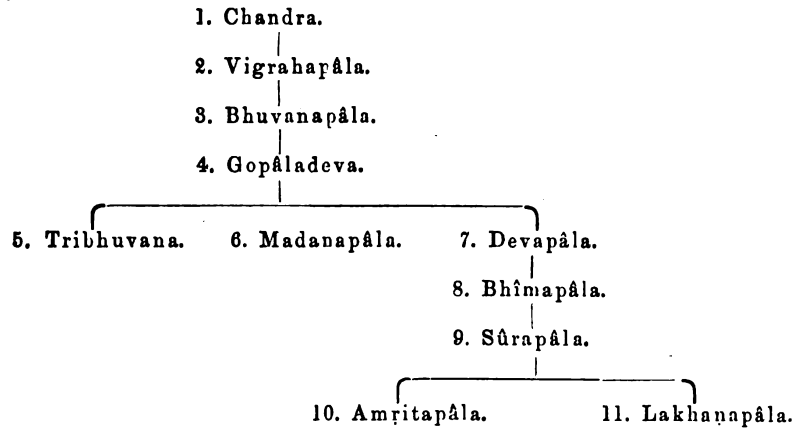 1. Chandra.
2. Vigrahapâla.
3. Bhuvanapâla.
4. Gopâladeva.
5. Tribhuvana. 6. Madanapâla. 7. Devapâla.
8. Bhîmapâla.
9. Sûrapâla.
10. Amṛitapâla. 11. Lakhaṇapâla.